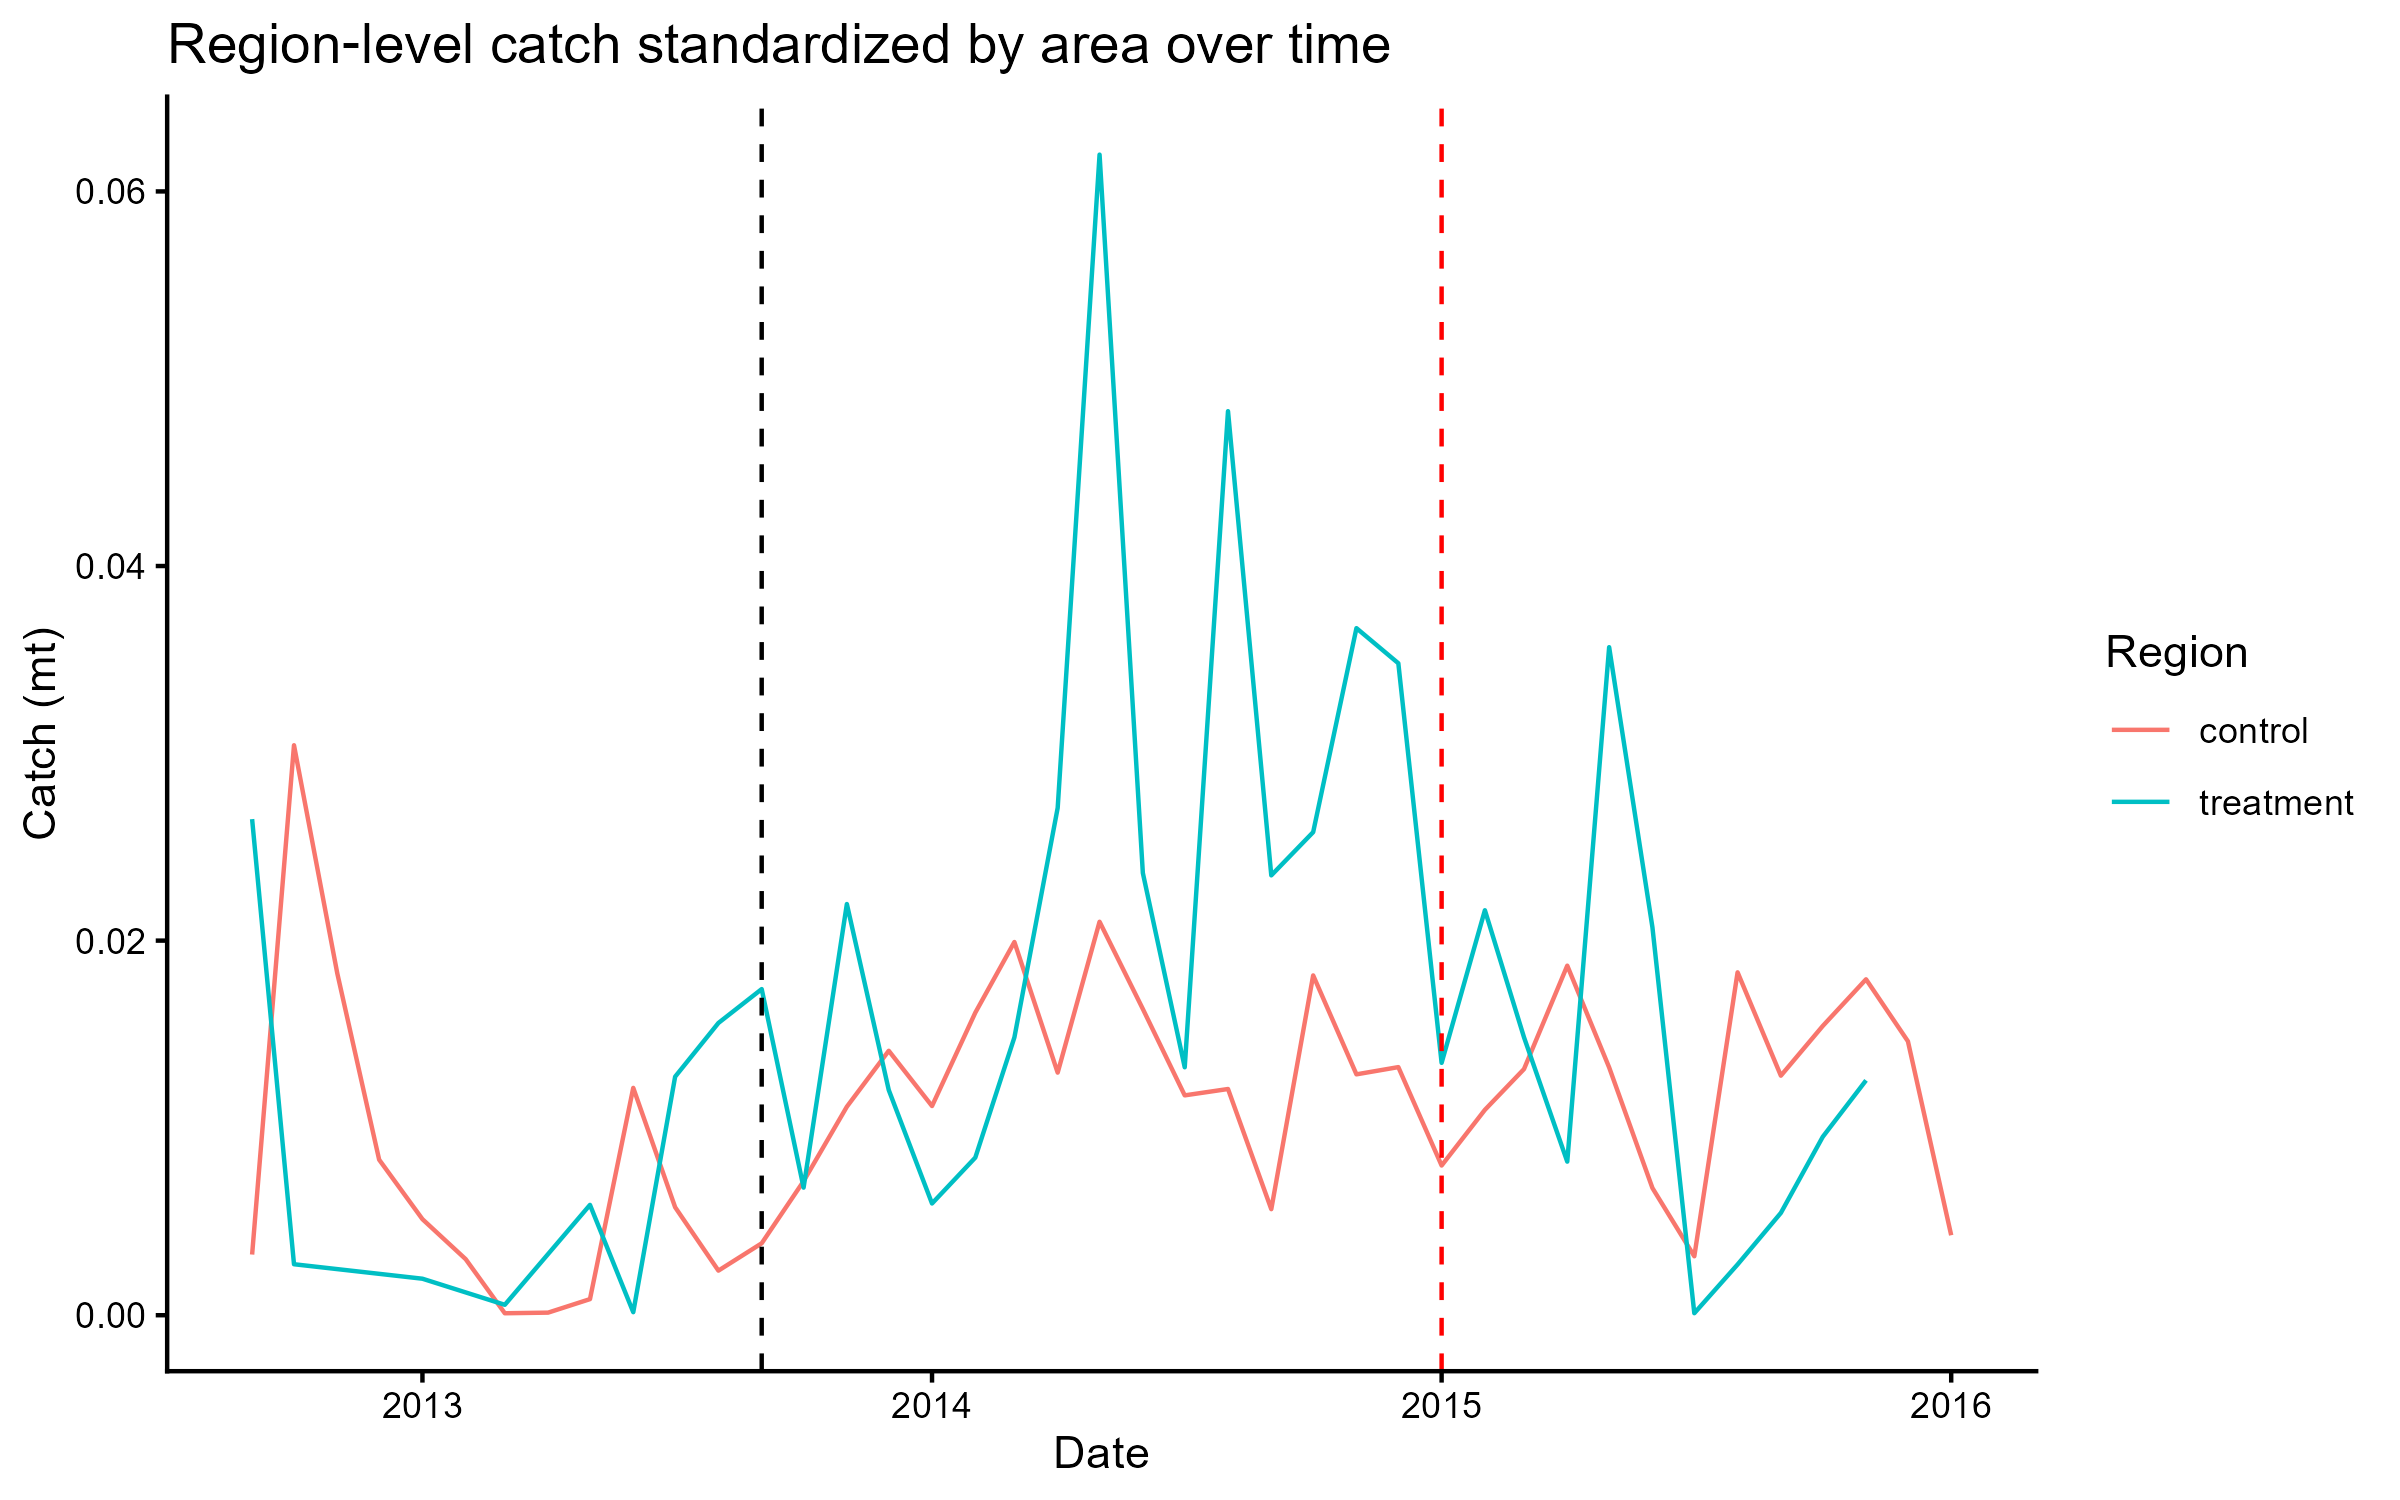 Region-level catch standardized by area over time
Catch (mt)
0.06
0.04
0.02
0.00
2013 2014 2015 2016
Date
Region
control
treatment